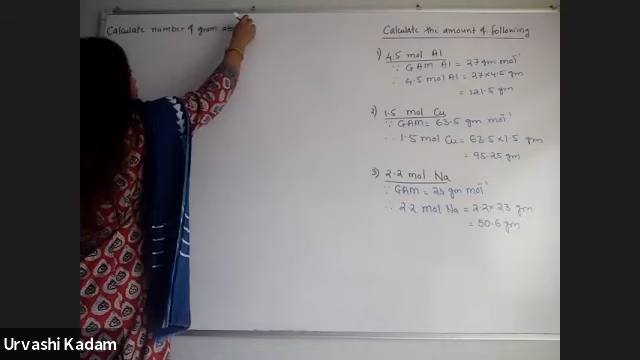 Calculate number of gram
Calculate the amount of following
1) 4.5 mol Al
∵ GAM Al = 27 gm mol⁻¹
∴ 4.5 mol Al = 27×4.5 gm
= 121.5 gm
2) 1.5 mol Cu
∵ GAM = 63.5 gm mol⁻¹
∴ 1.5 mol Cu = 63.5 × 1.5 gm
= 95.25 gm
3) 2.2 mol Na
∵ GAM = 23 gm mol⁻¹
∴ 2.2 mol Na = 2.2 × 23 gm
= 50.6 gm
Urvashi Kadam